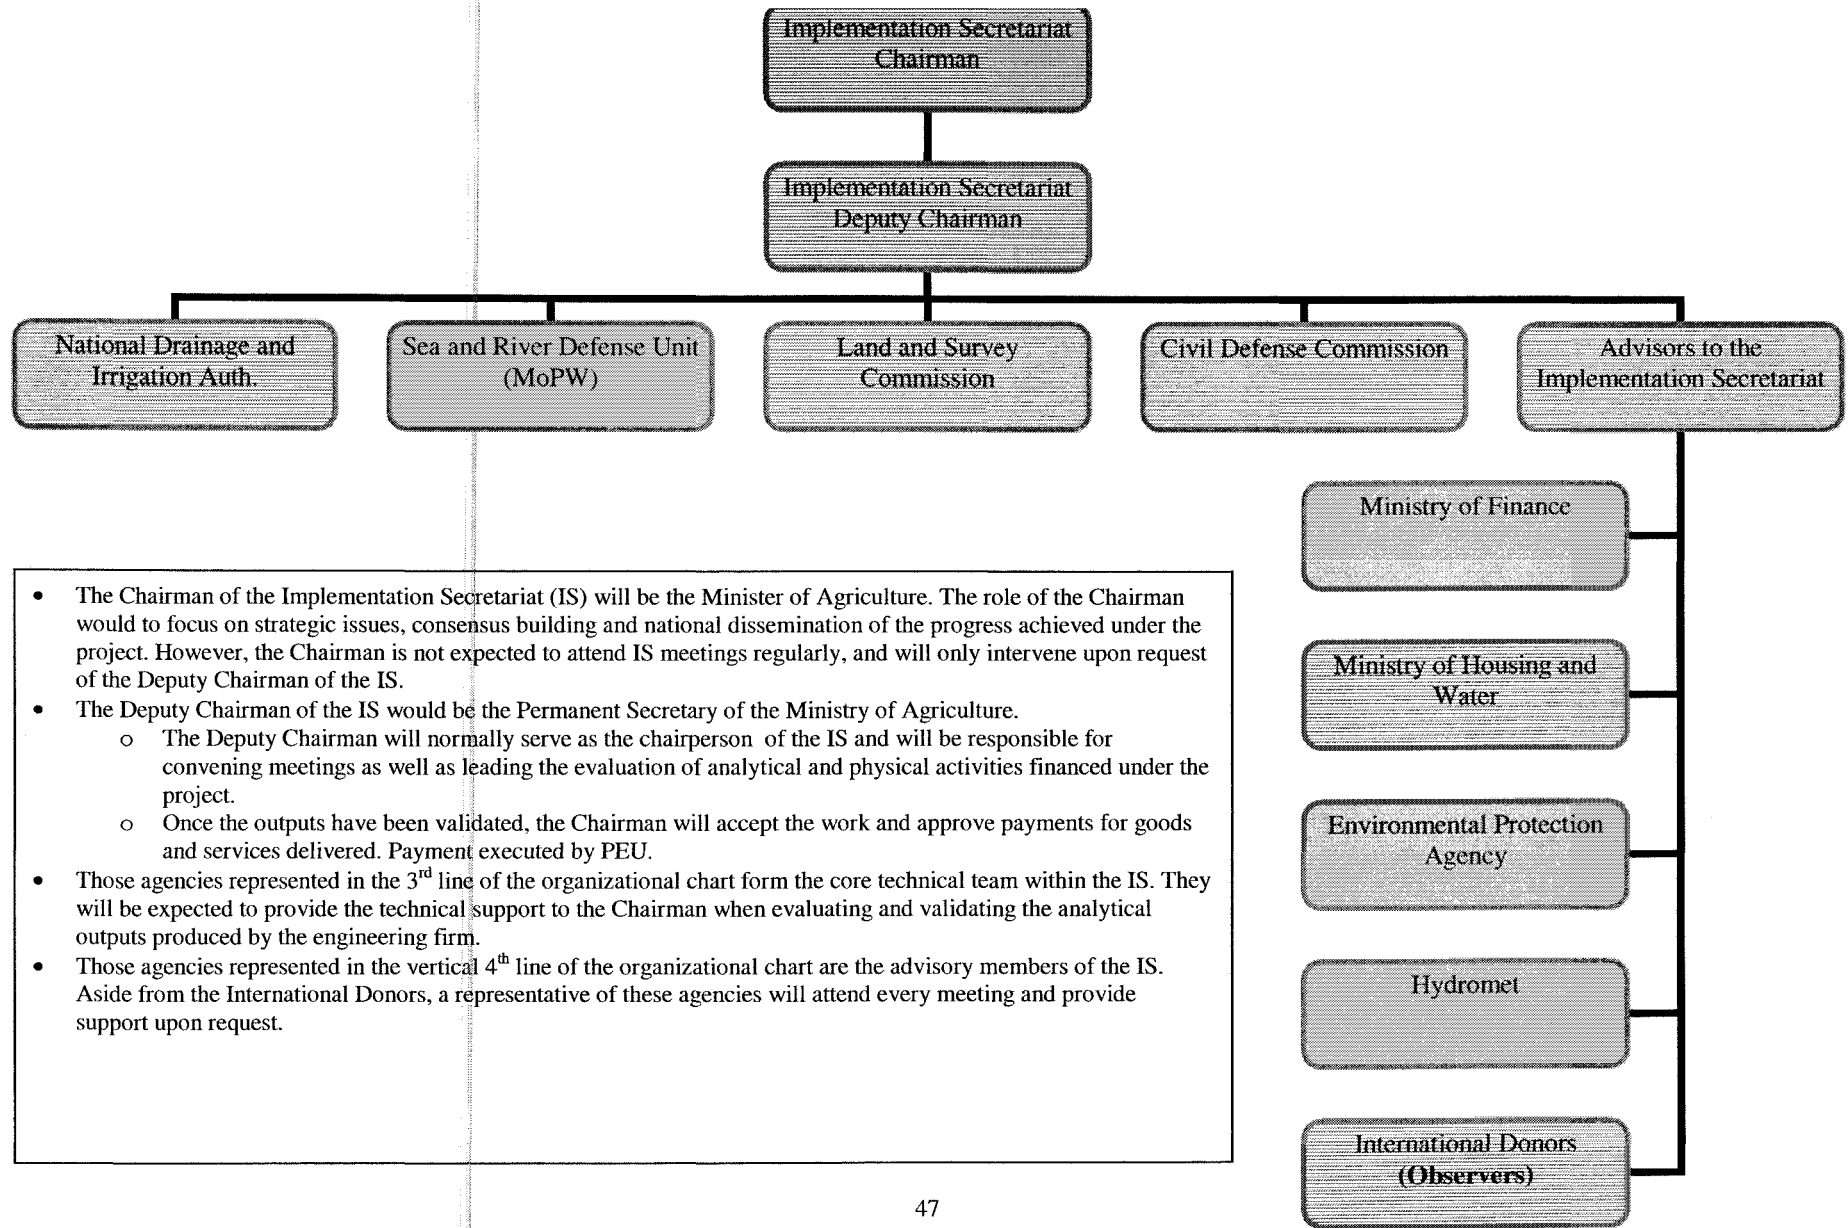 Implementation Secretariat
Chairman
Implementation Secretariat
Deputy Chairman
National Drainage and
Irrigation Auth.
Sea and River Defense Unit
(MoPW)
Land and Survey
Commission
Civil Defense Commission
Advisors to the
Implementation Secretariat
Ministry of Finance
Ministry of Housing and
Water
Environmental Protection
Agency
Hydromet
International Donors
(Observers)
• The Chairman of the Implementation Secretariat (IS) will be the Minister of Agriculture. The role of the Chairman
would to focus on strategic issues, consensus building and national dissemination of the progress achieved under the
project. However, the Chairman is not expected to attend IS meetings regularly, and will only intervene upon request
of the Deputy Chairman of the IS.
• The Deputy Chairman of the IS would be the Permanent Secretary of the Ministry of Agriculture.
o The Deputy Chairman will normally serve as the chairperson of the IS and will be responsible for
convening meetings as well as leading the evaluation of analytical and physical activities financed under the
project.
o Once the outputs have been validated, the Chairman will accept the work and approve payments for goods
and services delivered. Payment executed by PEU.
• Those agencies represented in the 3rd line of the organizational chart form the core technical team within the IS. They
will be expected to provide the technical support to the Chairman when evaluating and validating the analytical
outputs produced by the engineering firm.
• Those agencies represented in the vertical 4th line of the organizational chart are the advisory members of the IS.
Aside from the International Donors, a representative of these agencies will attend every meeting and provide
support upon request.
47